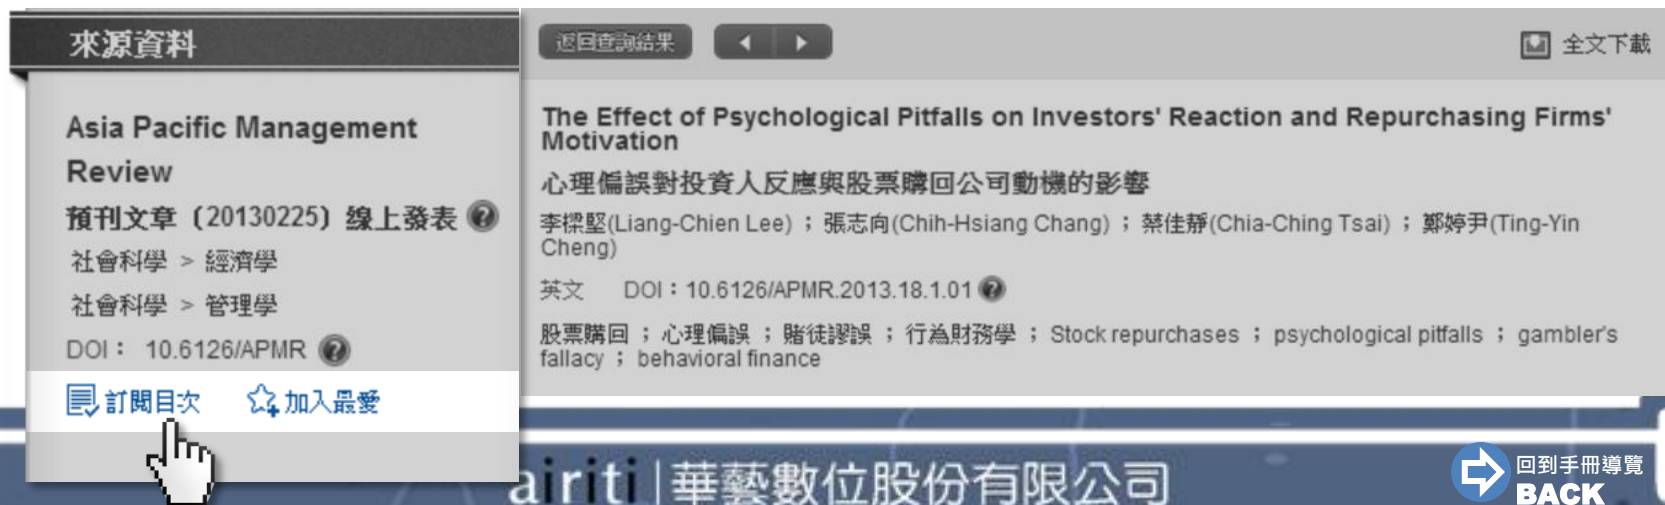 來源資料
Asia Pacific Management
Review
預刊文章〔20130225〕線上發表
社會科學 > 經濟學
社會科學 > 管理學
DOI： 10.6126/APMR
訂閱目次 加入最愛
返回查詢結果
全文下載
The Effect of Psychological Pitfalls on Investors' Reaction and Repurchasing Firms'
Motivation
心理偏誤對投資人反應與股票購回公司動機的影響
李樑堅(Liang-Chien Lee)；張志向(Chih-Hsiang Chang)；蔡佳靜(Chia-Ching Tsai)；鄭婷尹(Ting-Yin
Cheng)
英文 DOI：10.6126/APMR.2013.18.1.01
股票購回；心理偏誤；賭徒謬誤；行為財務學；Stock repurchases；psychological pitfalls；gambler's
fallacy；behavioral finance
airiti | 華藝數位股份有限公司
回到手冊導覽
BACK